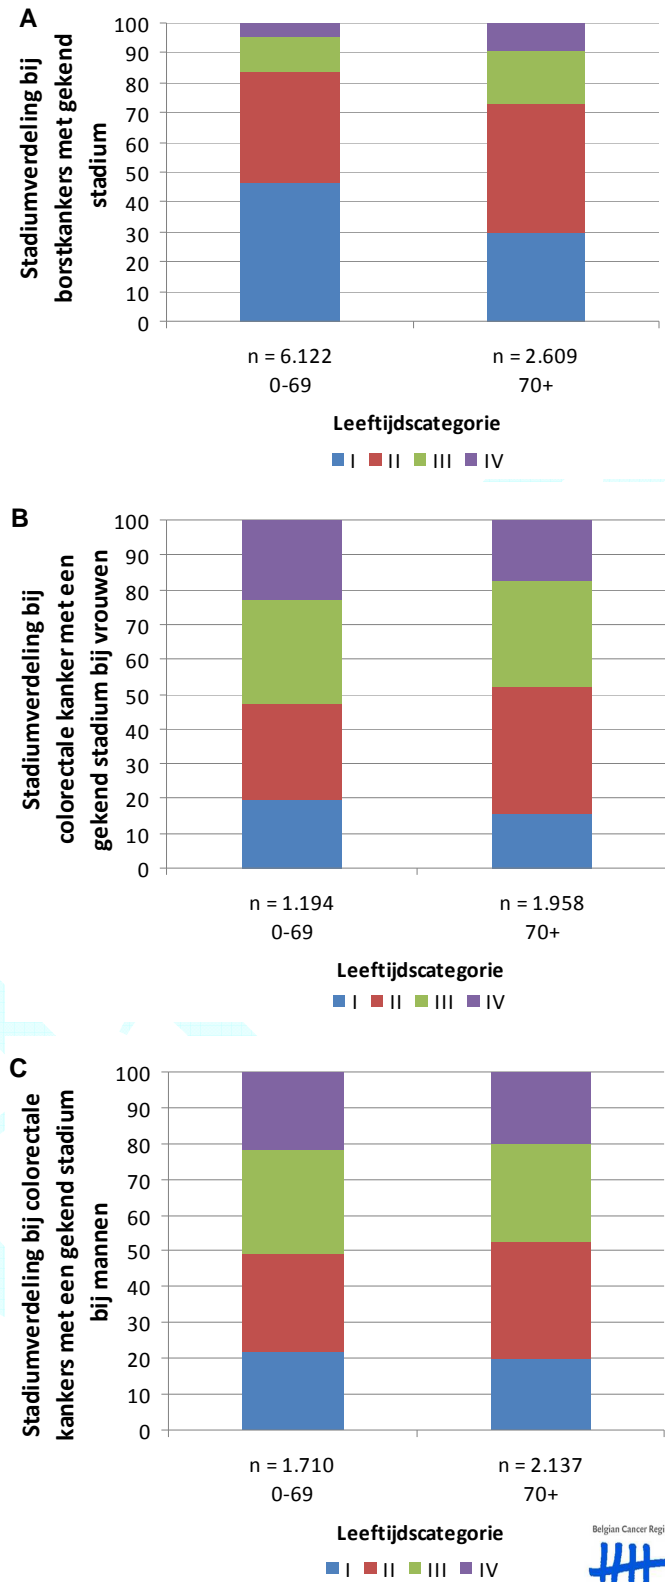 A
Stadiumverdeling bij
borstkankers met gekend
stadium
100
90
80
70
60
50
40
30
20
10
0
n = 6.122
n = 2.609
0-69
70+
Leeftijdscategorie
I II III IV
B
Stadiumverdeling bij
colorectale kanker met een
gekend stadium bij vrouwen
100
90
80
70
60
50
40
30
20
10
0
n = 1.194
n = 1.958
0-69
70+
Leeftijdscategorie
I II III IV
C
Stadiumverdeling bij colorectale
kankers met een gekend stadium
bij mannen
100
90
80
70
60
50
40
30
20
10
0
n = 1.710
n = 2.137
0-69
70+
Leeftijdscategorie
I II III IV
Belgian Cancer Regi